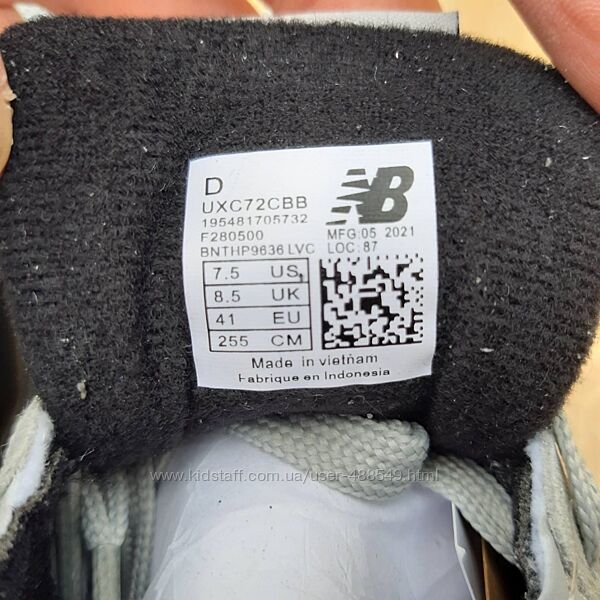 D
UXC72CBB
195481705732
F280500
BNTHP9636 LVC
NB
MFG:05 2021
LOC: 87
7.5 US
8.5 UK
41 EU
255 CM
Made in vietnam
Fabrique en Indonesia
www.kidstaff.com.ua/user-488549.html